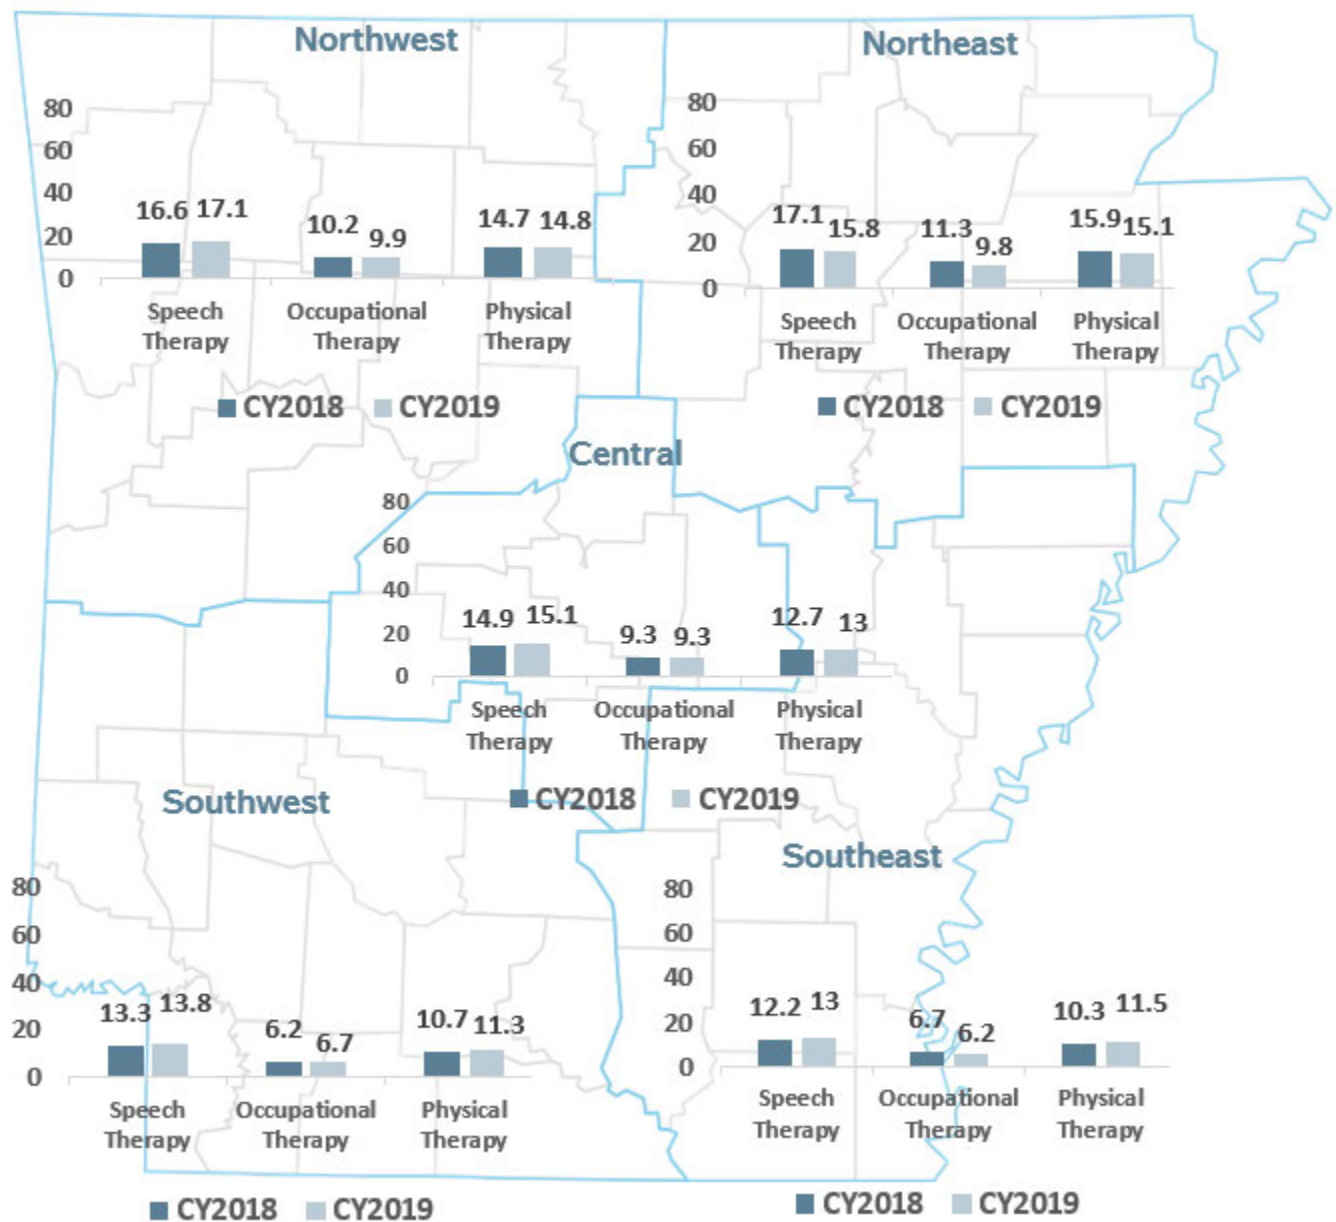 Northwest
80
60
40
20
0
16.6 17.1
10.2 9.9
14.7 14.8
Speech Therapy
Occupational Therapy
Physical Therapy
CY2018 CY2019
Northeast
80
60
40
20
0
17.1 15.8
11.3 9.8
15.9 15.1
Speech Therapy
Occupational Therapy
Physical Therapy
CY2018 CY2019
Central
80
60
40
20
0
14.9 15.1
9.3 9.3
12.7 13
Speech Therapy
Occupational Therapy
Physical Therapy
CY2018 CY2019
Southwest
80
60
40
20
0
13.3 13.8
6.2 6.7
10.7 11.3
Speech Therapy
Occupational Therapy
Physical Therapy
CY2018 CY2019
Southeast
80
60
40
20
0
12.2 13
6.7 6.2
10.3 11.5
Speech Therapy
Occupational Therapy
Physical Therapy
CY2018 CY2019